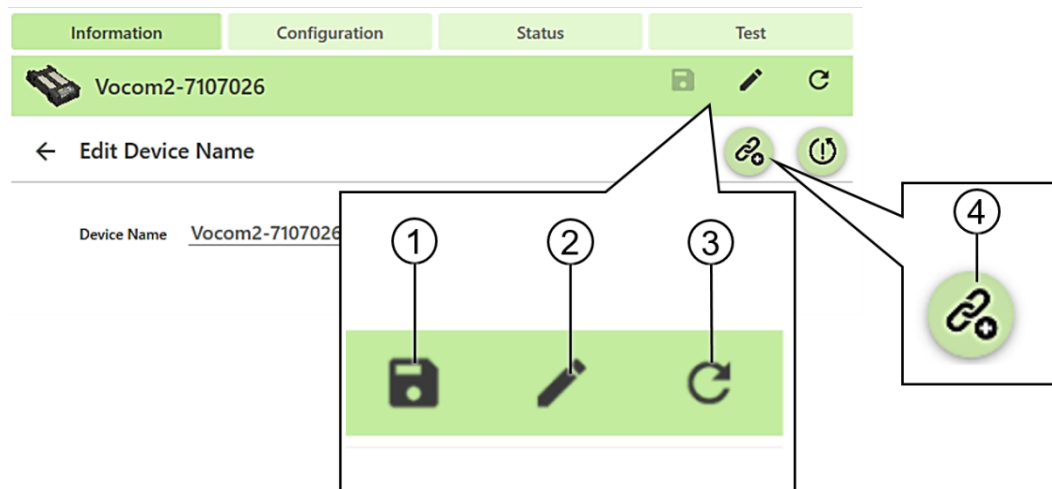 Information Configuration Status Test
Vocom2-7107026
Edit Device Name
Device Name Vocom2-7107026
1 2 3
4